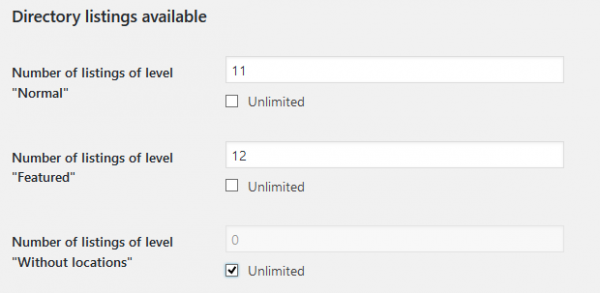 Directory listings available
Number of listings of level
"Normal"
11
Unlimited
Number of listings of level
"Featured"
12
Unlimited
Number of listings of level
"Without locations"
0
Unlimited